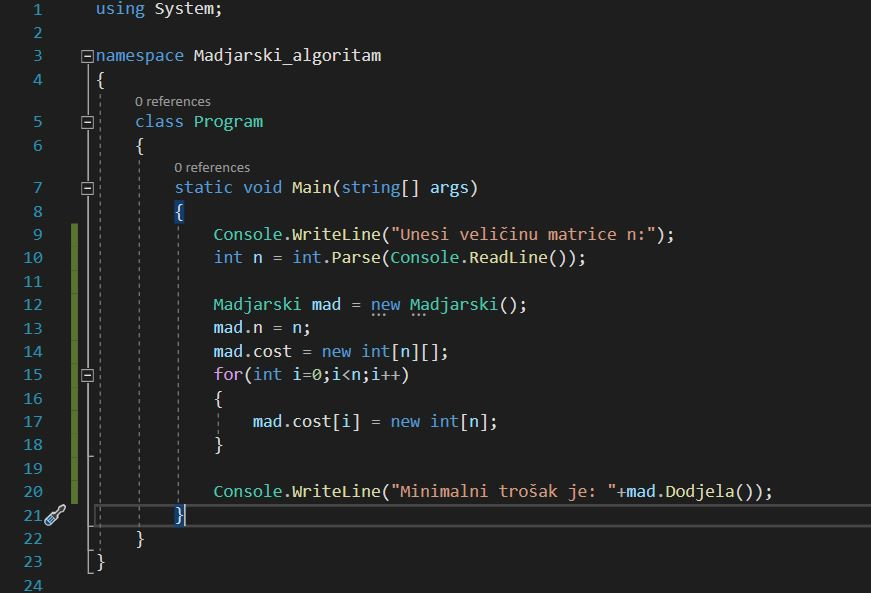 1 using System;
2
3 namespace Madjarski_algoritam
4 {
0 references
5 class Program
6 {
0 references
7 static void Main(string[] args)
8 {
9 Console.WriteLine("Unesi veličinu matrice n:");
10 int n = int.Parse(Console.ReadLine());
11
12 Madjarski mad = new Madjarski();
13 mad.n = n;
14 mad.cost = new int[n][];
15 for(int i=0;i<n;i++)
16 {
17 mad.cost[i] = new int[n];
18 }
19
20 Console.WriteLine("Minimalni trošak je: "+mad.Dodjela());
21 }
22 }
23 }
24